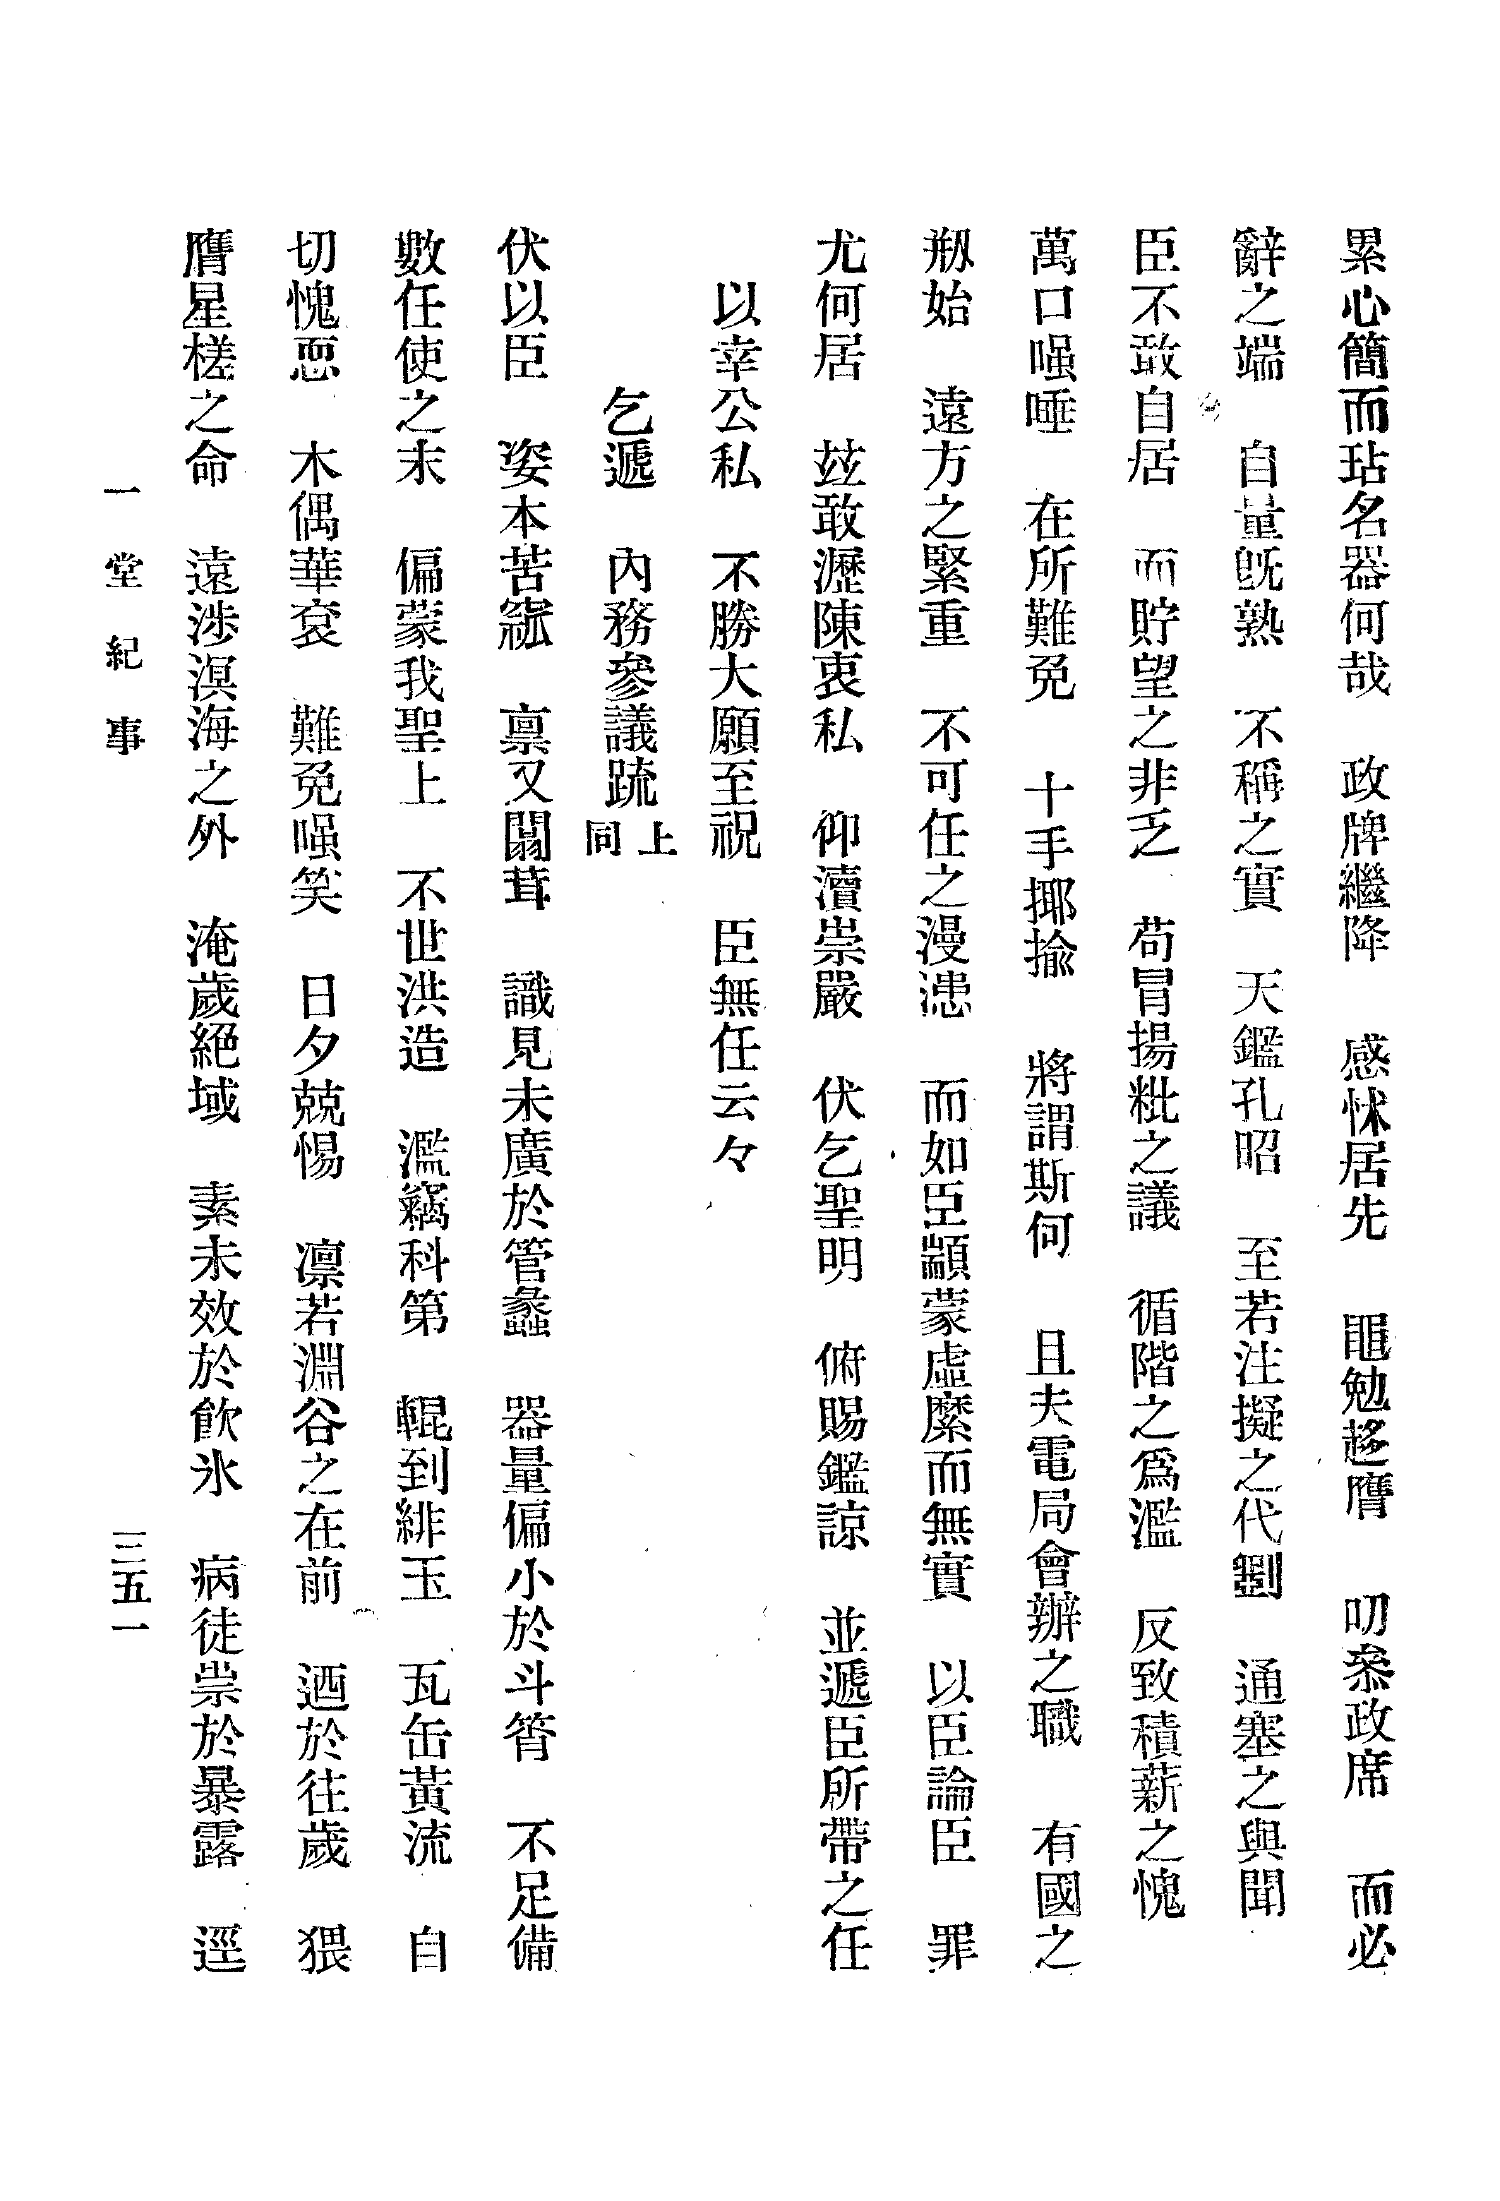 累心簡而玷名器何哉 政牌繼降 感怵居先 黽勉趍膺 叨叅政席 而必
辭之端 自量旣熟 不稱之實 天鑑孔昭 至若注擬之代劉 通塞之與聞
臣不敢自居 而貯望之非乏 苟冒揚粃之議 循階之爲濫 反致積薪之愧
萬口嗤唾 在所難免 十手揶揄 將謂斯何 且夫電局會辦之職 有國之
剏始 遠方之緊重 不可任之漫漶 而如臣顓蒙虛縻而無實 以臣論臣 罪
尤何居 玆敢瀝陳衷私 仰瀆崇嚴 伏乞聖明 俯賜鑑諒 並遞臣所帶之任
以幸公私 不勝大願至祝 臣無任云々
乞遞 內務參議疏 上同
伏以臣 姿本苦窳 禀又闒茸 識見未廣於管蠡 器量偏小於斗筲 不足備
數任使之末 偏蒙我聖上 不世洪造 濫竊科第 輥到緋玉 瓦缶黃流 自
切愧恧 木偶華袞 難免嗤笑 日夕兢惕 凛若淵谷之在前 迺於往歲 猥
膺星槎之命 遠涉溟海之外 淹歲絕域 素未效於飮氷 病徒祟於暴露 逕
一堂紀事 三五一